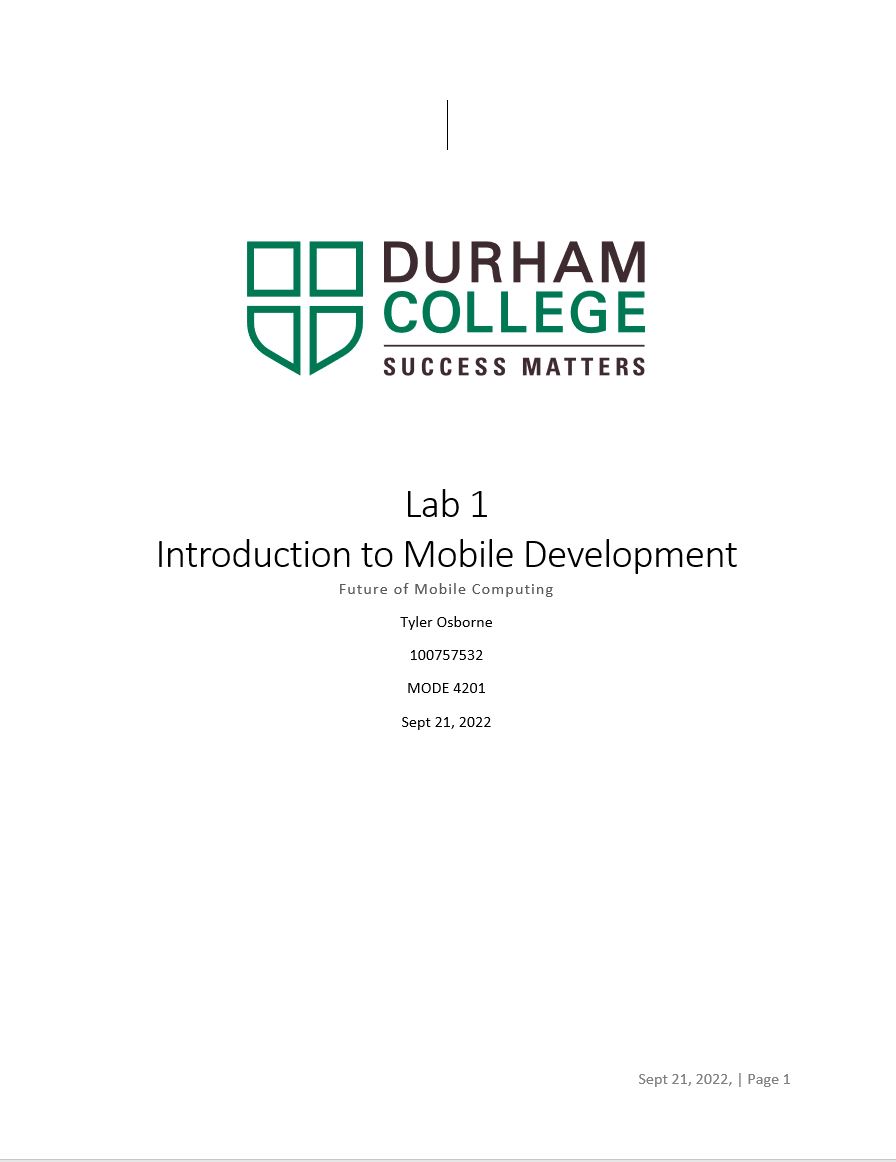 DURHAM
COLLEGE
SUCCESS MATTERS
Lab 1
Introduction to Mobile Development
Future of Mobile Computing
Tyler Osborne
100757532
MODE 4201
Sept 21, 2022
Sept 21, 2022, | Page 1